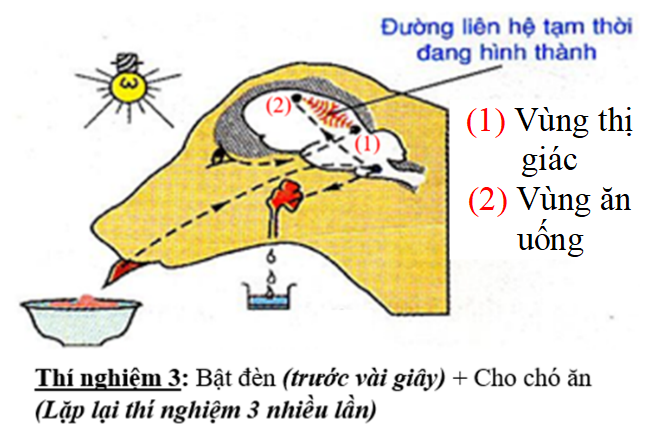 Đường liên hệ tạm thời
đang hình thành
(2)
(1)
(1) Vùng thị
giác
(2) Vùng ăn
uống
Thí nghiệm 3: Bật đèn (trước vài giây) + Cho chó ăn
(Lặp lại thí nghiệm 3 nhiều lần)